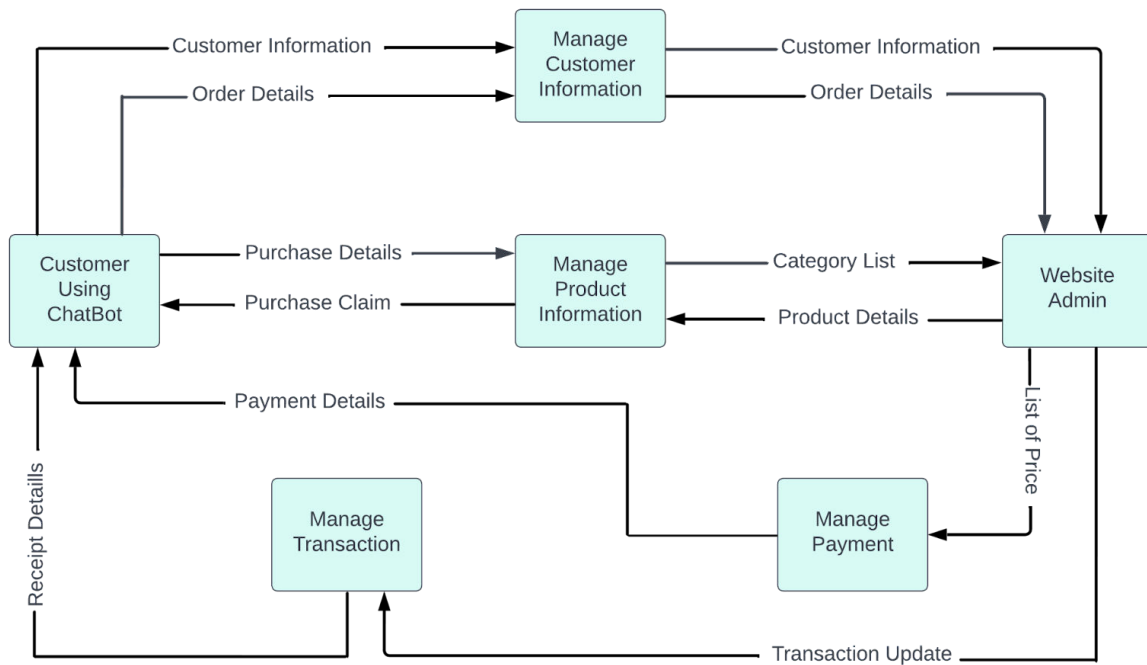 Customer Information
Manage
Customer
Information
Customer Information
Order Details
Order Details
Customer
Using
ChatBot
Purchase Details
Purchase Claim
Manage
Product
Information
Category List
Product Details
Website
Admin
Payment Details
List of Price
Receipt Detaills
Manage
Transaction
Manage
Payment
Transaction Update